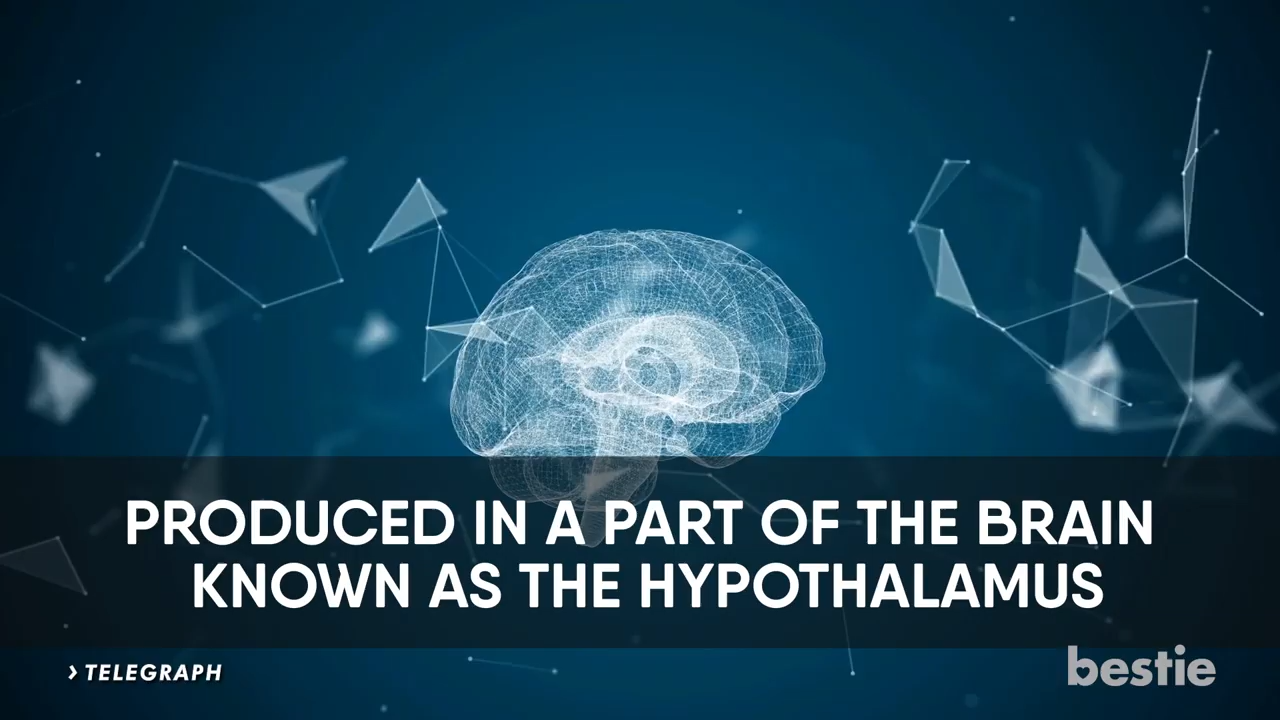 PRODUCED IN A PART OF THE BRAIN
KNOWN AS THE HYPOTHALAMUS
› TELEGRAPH
bestie